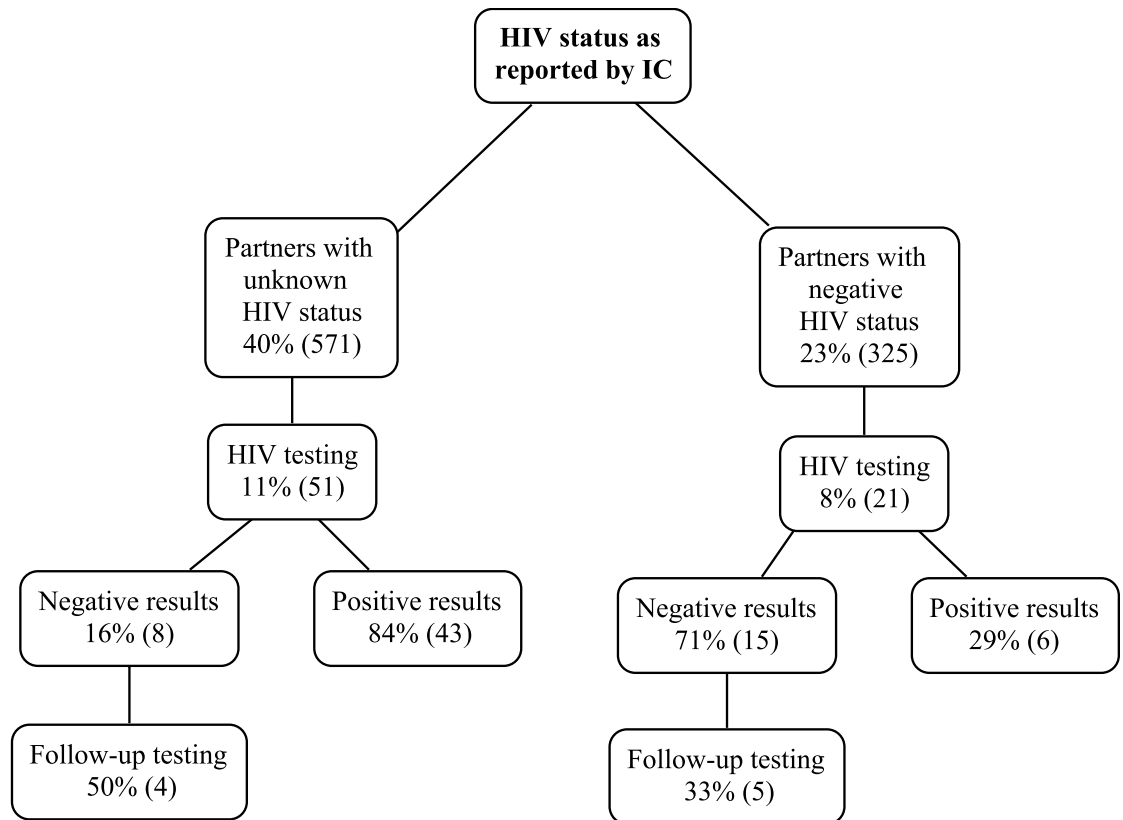 HIV status as
reported by IC
Partners with
unknown
HIV status
40% (571)
Partners with
negative
HIV status
23% (325)
HIV testing
11% (51)
HIV testing
8% (21)
Negative results
16% (8)
Positive results
84% (43)
Negative results
71% (15)
Positive results
29% (6)
Follow-up testing
50% (4)
Follow-up testing
33% (5)